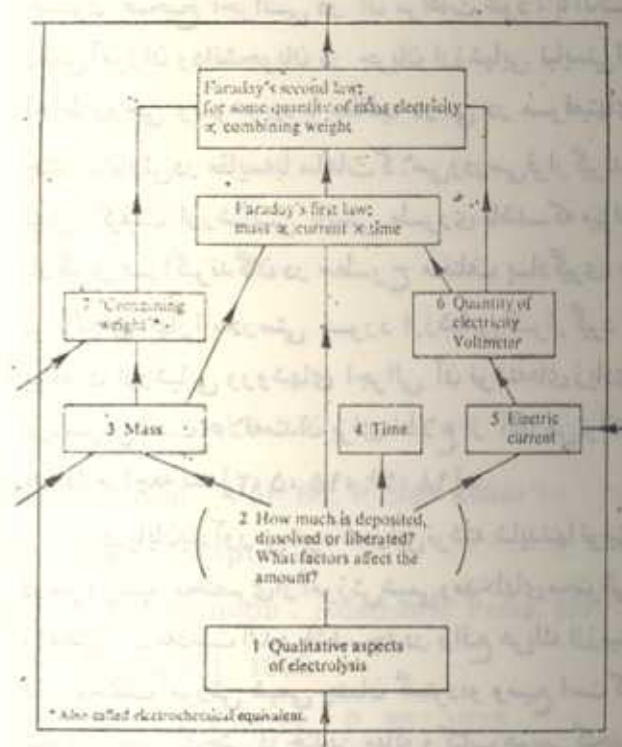 Faraday's second law:
for some quantity of mass electricity
∝ combining weight
Faraday's first law:
mass ∝ current × time
7 "Combining
weight"*
6 Quantity of
electricity
Voltmeter
3 Mass
4 Time
5 Electric
current
2 How much is deposited,
dissolved or liberated?
What factors affect the
amount?
1 Qualitative aspects
of electrolysis
* Also called electrochemical equivalent.